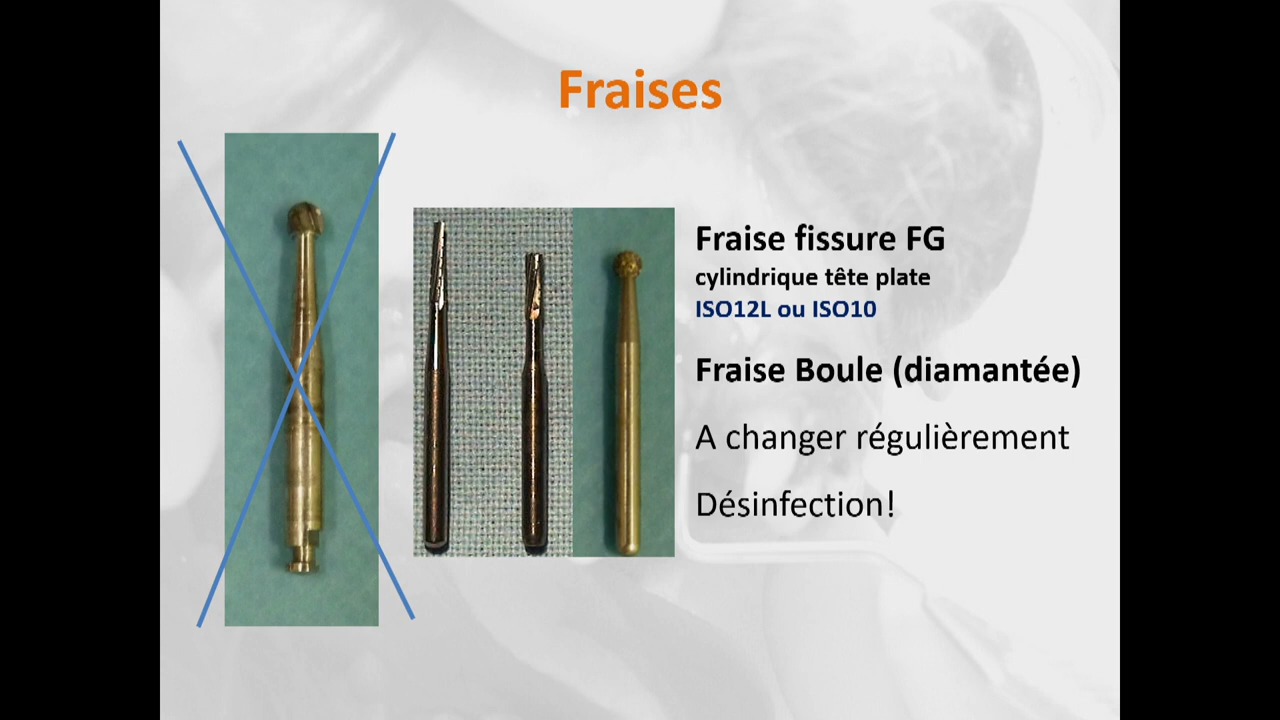 Fraises
Fraise fissure FG
cylindrique tête plate
ISO12L ou ISO10
Fraise Boule (diamantée)
A changer régulièrement
Désinfection!